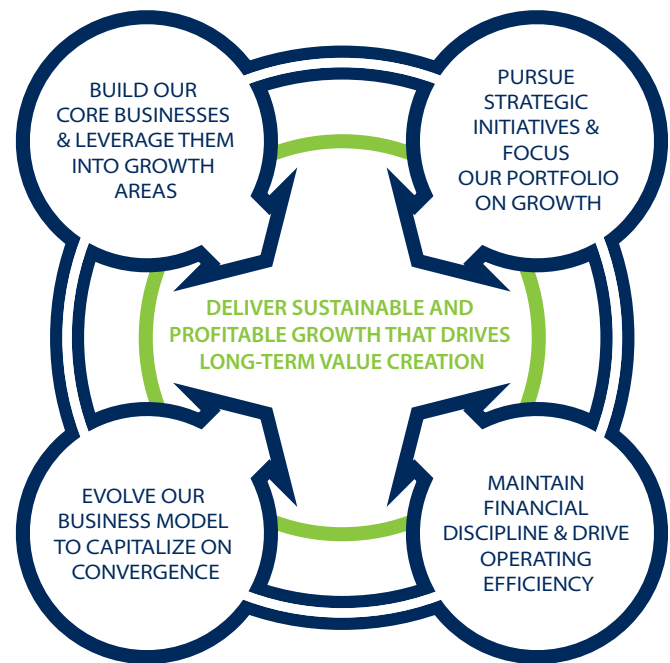 BUILD OUR
CORE BUSINESSES
& LEVERAGE THEM
INTO GROWTH
AREAS
PURSUE
STRATEGIC
INITIATIVES &
FOCUS
OUR PORTFOLIO
ON GROWTH
DELIVER SUSTAINABLE AND
PROFITABLE GROWTH THAT DRIVES
LONG-TERM VALUE CREATION
EVOLVE OUR
BUSINESS MODEL
TO CAPITALIZE ON
CONVERGENCE
MAINTAIN
FINANCIAL
DISCIPLINE & DRIVE
OPERATING
EFFICIENCY